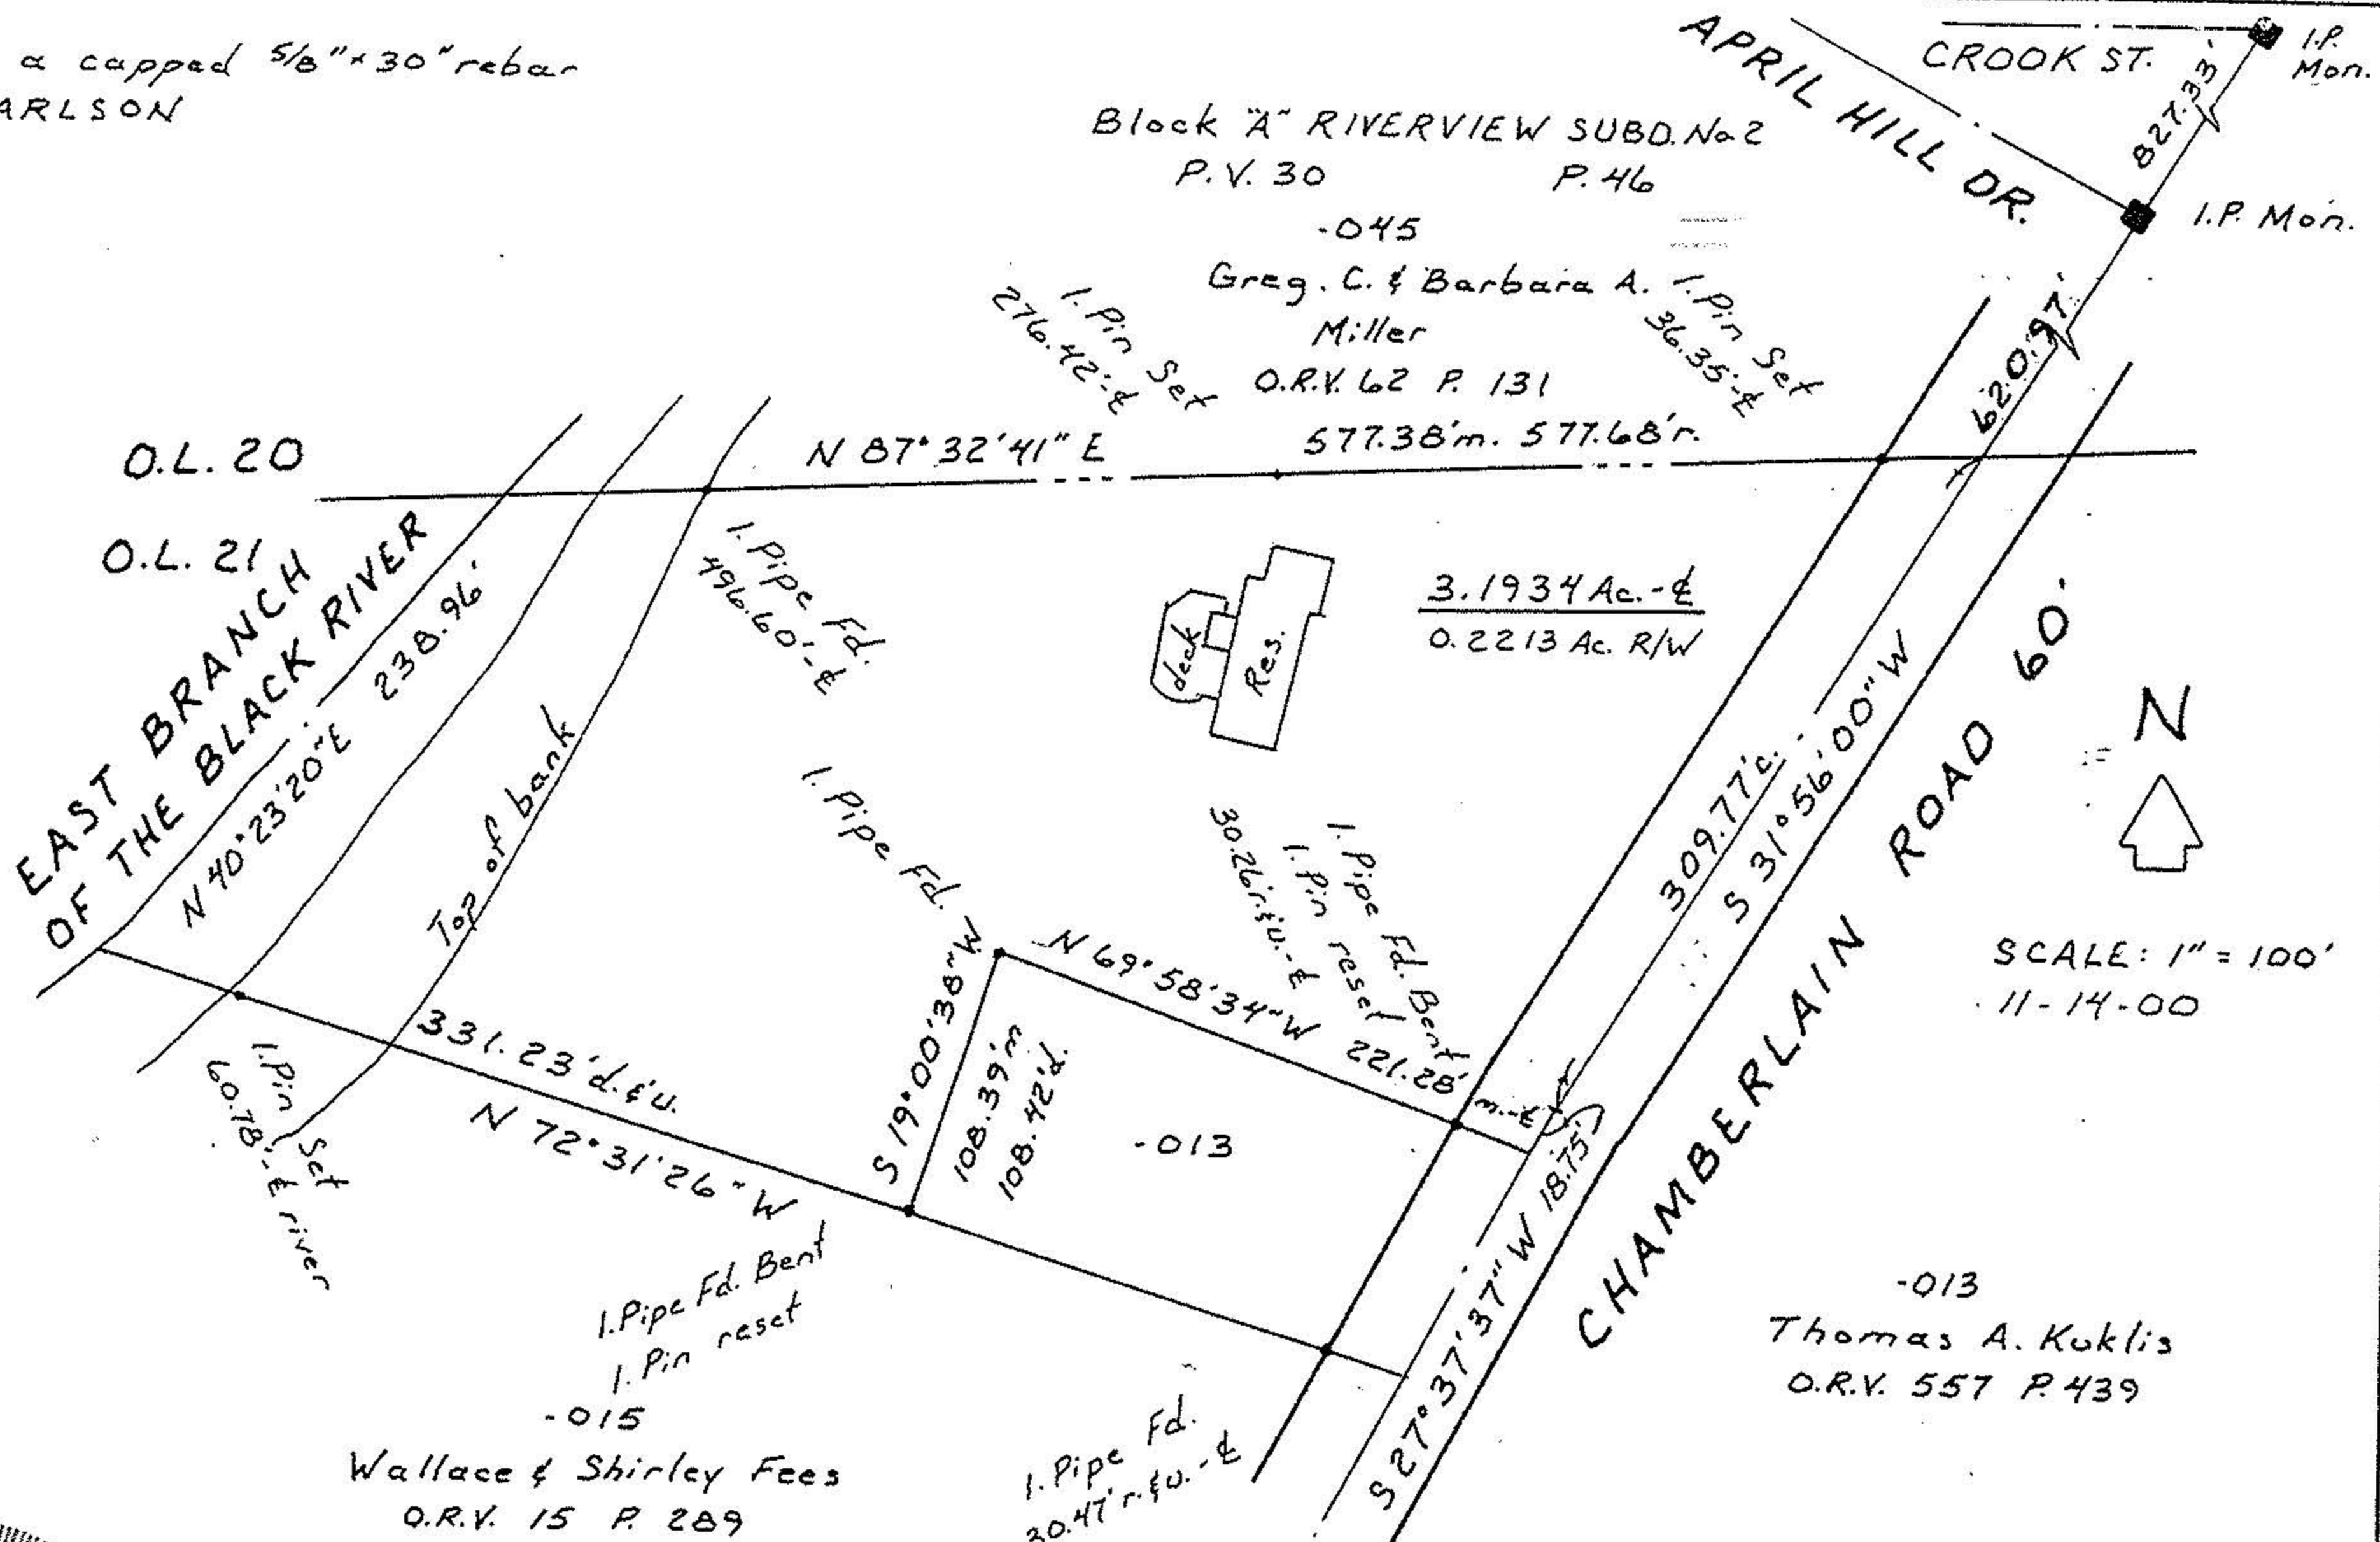 a capped 5/8"x30" rebar
ARLSON
APRIL HILL DR.
CROOK ST.
I.P.
Mon.
827.33'
I.P. Mon.
Block "A" RIVERVIEW SUBD. No 2
P.V. 30 P. 46
-045
Greg. C. & Barbara A.
Miller
O.R.V. 62 P. 131
I. Pin Set
276.42'-℄
I. Pin Set
36.35'-℄
620.97'
O.L. 20
N 87°32'41" E
577.38'm. 577.68'r.
O.L. 21
EAST BRANCH
OF THE BLACK RIVER
N 40°23'20"E 238.96'
Top of bank
I. Pipe Fd.
496.60'-℄
deck
Res.
3.1934 Ac.-℄
0.2213 Ac. R/W
309.77'c.
S 31°56'00" W
CHAMBERLAIN ROAD 60'
N
SCALE: 1" = 100'
11-14-00
I. Pipe Fd.
I. Pipe Fd. Bent
I. Pin reset
30.26'r.&u.-℄
N 69°58'34" W 221.28'
m.-℄
S 19°00'38" W
108.39'm
108.42'd.
-013
331.23'd.&u.
N 72°31'26" W
I. Pin Set
60.78'-℄ river
I. Pipe Fd. Bent
I. Pin reset
-015
Wallace & Shirley Fees
O.R.V. 15 P. 289
I. Pipe Fd.
30.47'r.&u.-℄
S 27°37'37" W 18.75'
-013
Thomas A. Kuklis
O.R.V. 557 P. 439